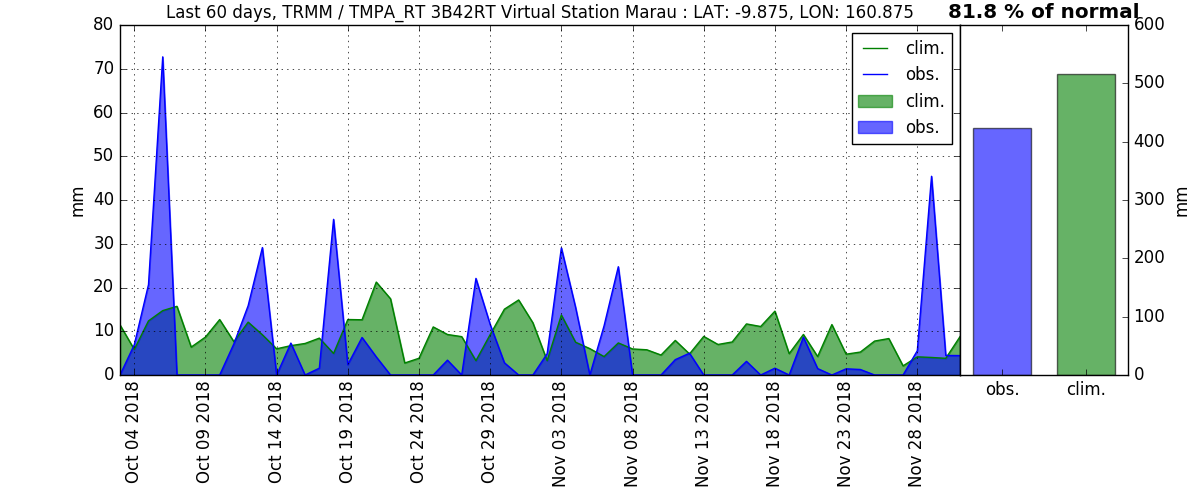 Last 60 days, TRMM / TMPA_RT 3B42RT Virtual Station Marau : LAT: -9.875, LON: 160.875
81.8 % of normal
mm
80
70
60
50
40
30
20
10
0
clim.
obs.
clim.
obs.
600
500
400
300
200
100
0
mm
obs.
clim.
Oct 04 2018
Oct 09 2018
Oct 14 2018
Oct 19 2018
Oct 24 2018
Oct 29 2018
Nov 03 2018
Nov 08 2018
Nov 13 2018
Nov 18 2018
Nov 23 2018
Nov 28 2018